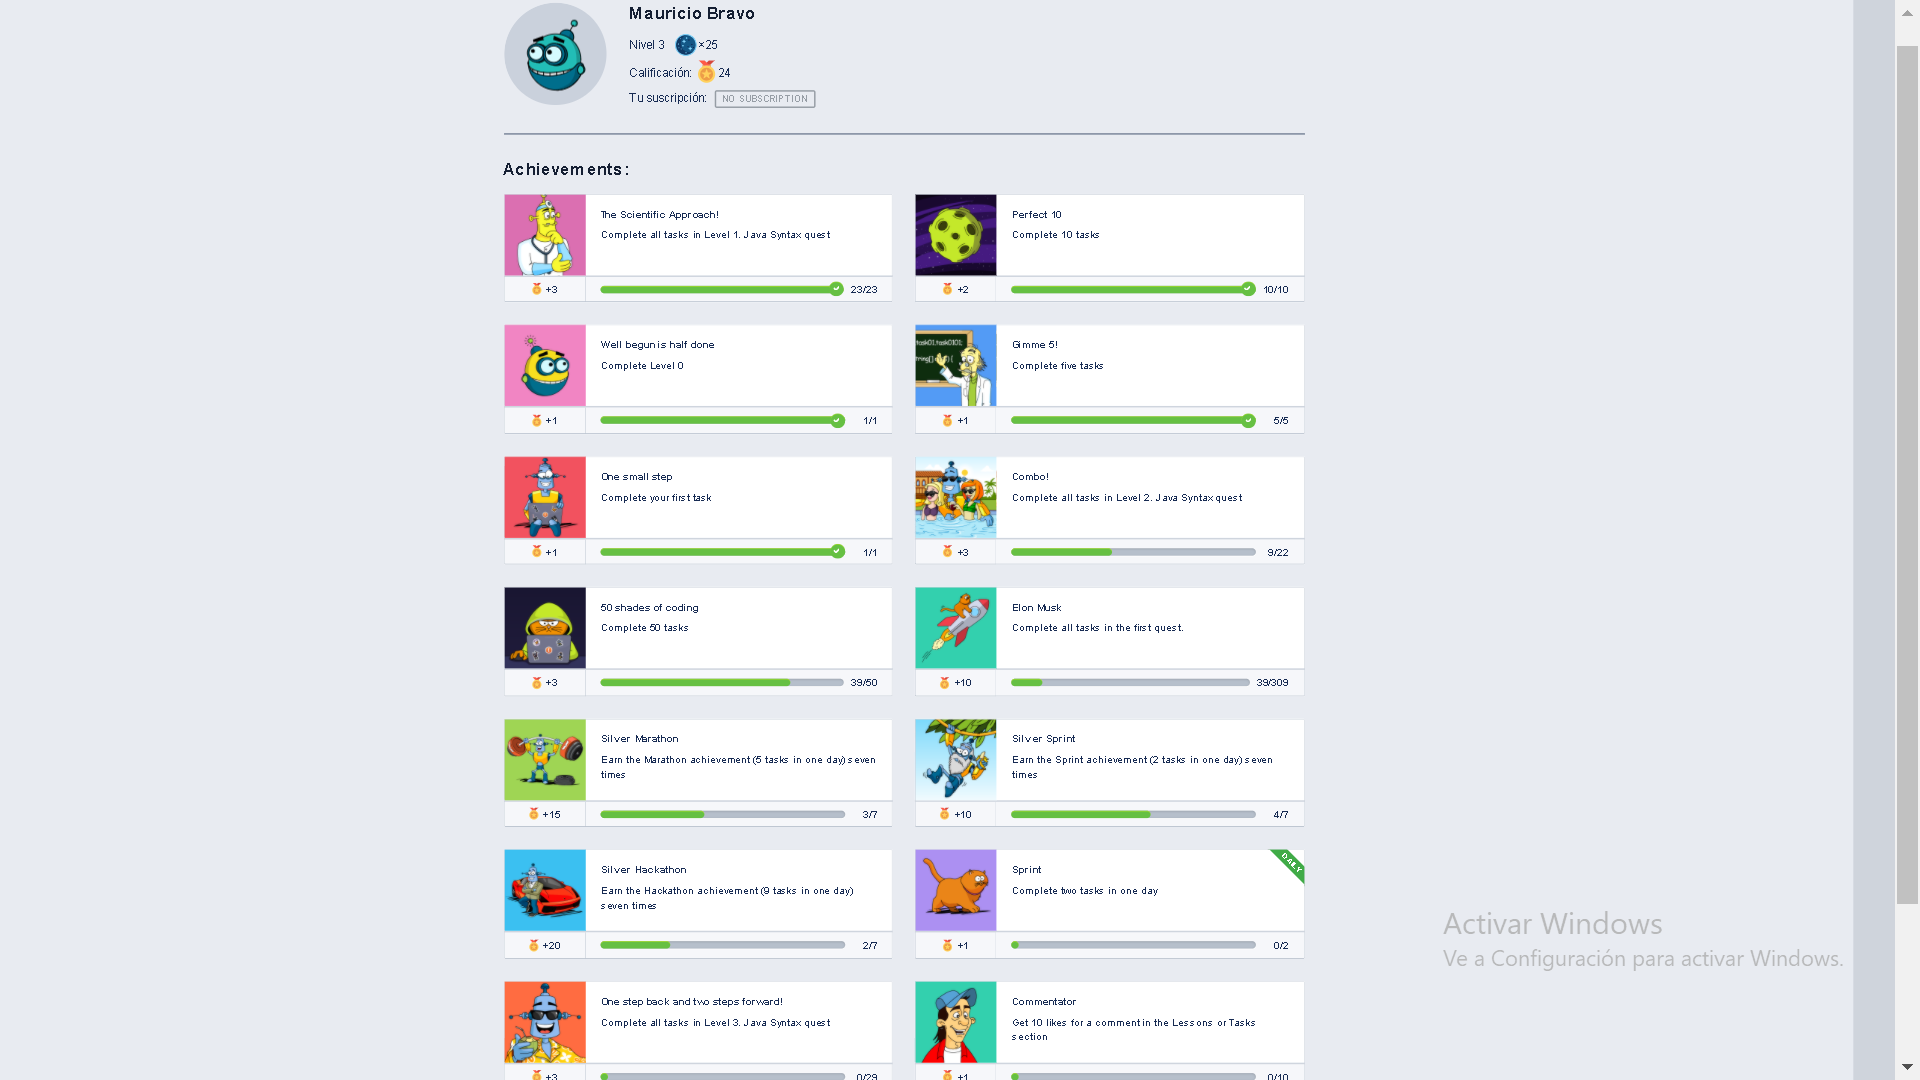 Mauricio Bravo
Nivel 3 ×25
Calificación: 24
Tu suscripción: NO SUBSCRIPTION
Achievements:
The Scientific Approach!
Complete all tasks in Level 1. Java Syntax quest
+3 23/23
Perfect 10
Complete 10 tasks
+2 10/10
Well begun is half done
Complete Level 0
+1 1/1
task01.task0101;
Gimme 5!
Complete five tasks
+1 5/5
One small step
Complete your first task
+1 1/1
Combo!
Complete all tasks in Level 2. Java Syntax quest
+3 9/22
50 shades of coding
Complete 50 tasks
+3 39/50
Elon Musk
Complete all tasks in the first quest.
+10 39/309
Silver Marathon
Earn the Marathon achievement (5 tasks in one day) seven
times
+15 3/7
Silver Sprint
Earn the Sprint achievement (2 tasks in one day) seven
times
+10 4/7
Silver Hackathon
Earn the Hackathon achievement (9 tasks in one day)
seven times
+20 2/7
DAILY
Sprint
Complete two tasks in one day
+1 0/2
One step back and two steps forward!
Complete all tasks in Level 3. Java Syntax quest
+3 0/29
Commentator
Get 10 likes for a comment in the Lessons or Tasks
section
+1 0/10
Activar Windows
Ve a Configuración para activar Windows.